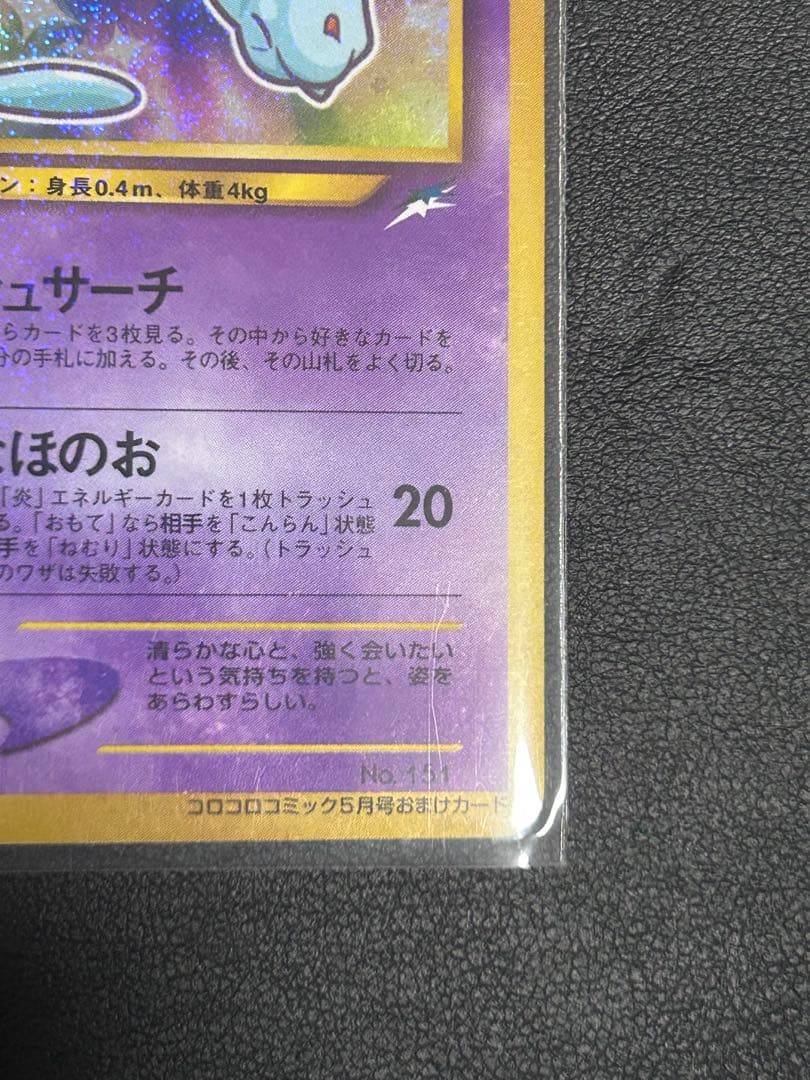 ン：身長0.4m、体重4kg
ュサーチ
らカードを3枚見る。その中から好きなカードを
分の手札に加える。その後、その山札をよく切る。
なほのお
「炎」エネルギーカードを1枚トラッシュ
る。「おもて」なら相手を「こんらん」状態
手を「ねむり」状態にする。（トラッシュ
のワザは失敗する。）
20
清らかな心と、強く会いたい
という気持ちを持つと、姿を
あらわすらしい。
No. 151
コロコロコミック5月号おまけカード